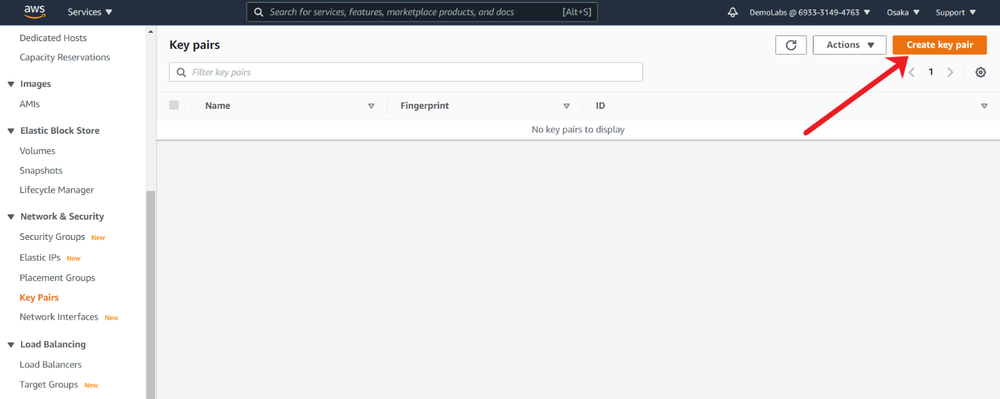 aws Services Search for services, features, marketplace products, and docs [Alt+S] DemoLabs @ 6933-3149-4763 Osaka Support
Dedicated Hosts
Capacity Reservations
Images
AMIs
Elastic Block Store
Volumes
Snapshots
Lifecycle Manager
Network & Security
Security Groups New
Elastic IPs New
Placement Groups
Key Pairs
Network Interfaces New
Load Balancing
Load Balancers
Target Groups New
Key pairs Actions Create key pair
Filter key pairs 1
Name Fingerprint ID
No key pairs to display